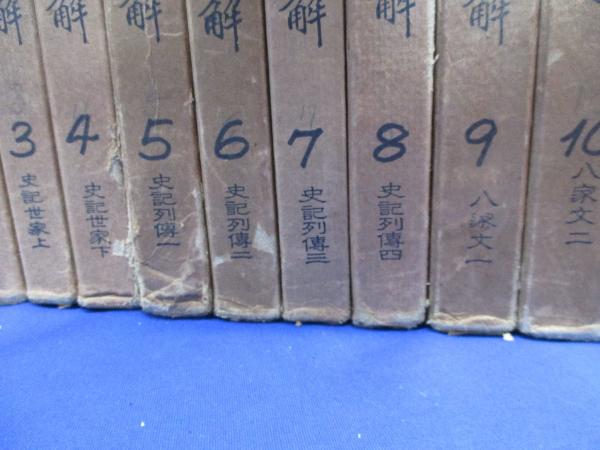 解
3
史記世家上
解
4
史記世家下
解
5
史記列傳一
解
6
史記列傳二
解
7
史記列傳三
解
8
史記列傳四
解
9
八家文一
10
八家文二